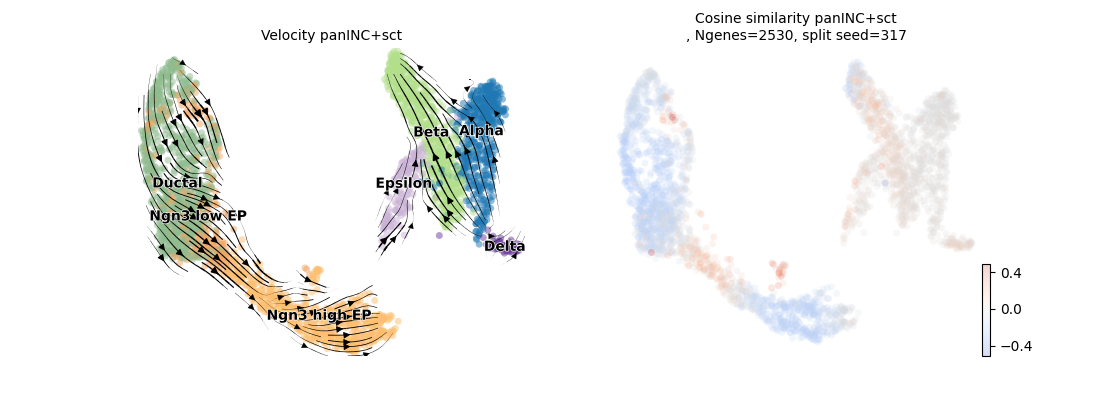 Velocity panINC+sct
Cosine similarity panINC+sct
, Ngenes=2530, split seed=317
Beta
Alpha
Ductal
Epsilon
Ngn3 low EP
Delta
Ngn3 high EP
0.4
0.0
−0.4